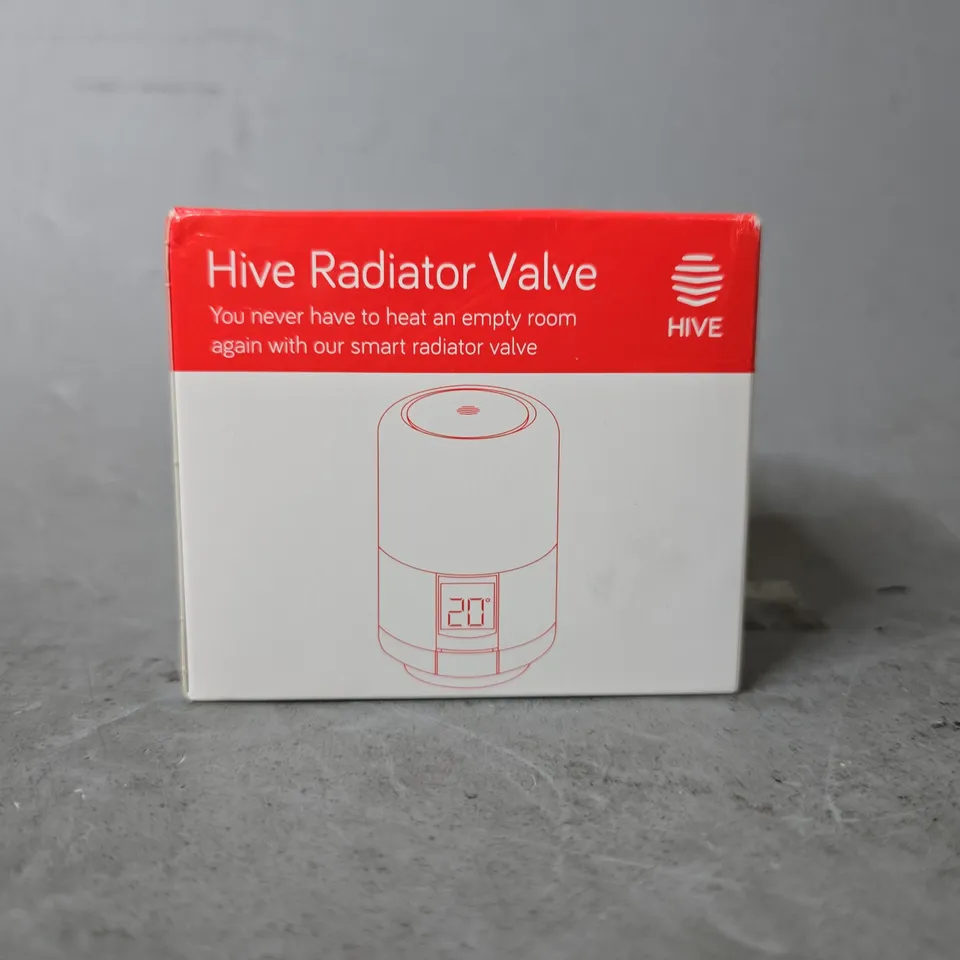 Hive Radiator Valve
You never have to heat an empty room
again with our smart radiator valve
HIVE
20°